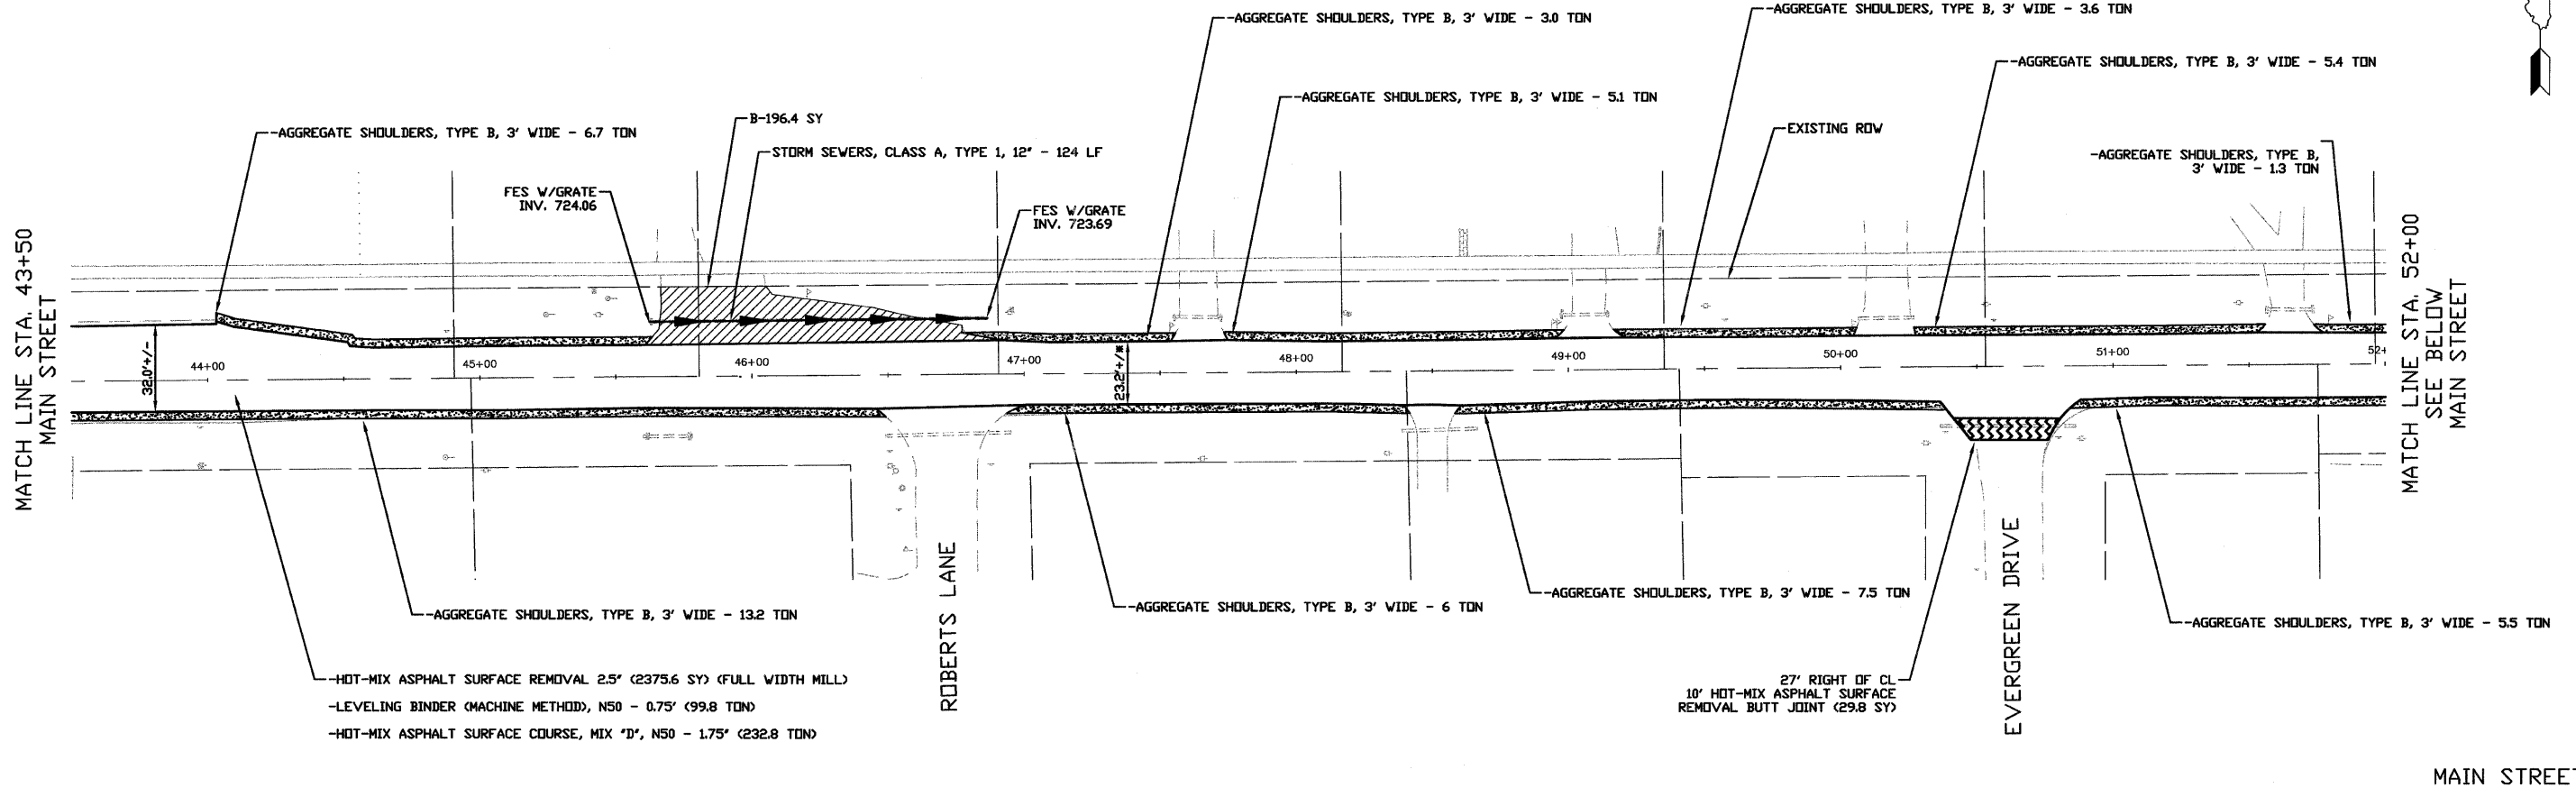 -AGGREGATE SHOULDERS, TYPE B, 3' WIDE - 3.0 TON
-AGGREGATE SHOULDERS, TYPE B, 3' WIDE - 3.6 TON
-AGGREGATE SHOULDERS, TYPE B, 3' WIDE - 5.4 TON
-AGGREGATE SHOULDERS, TYPE B, 3' WIDE - 5.1 TON
-AGGREGATE SHOULDERS, TYPE B, 3' WIDE - 6.7 TON
B-196.4 SY
STORM SEWERS, CLASS A, TYPE 1, 12" - 124 LF
EXISTING ROW
-AGGREGATE SHOULDERS, TYPE B,
3' WIDE - 1.3 TON
FES W/GRATE
INV. 724.06
FES W/GRATE
INV. 723.69
MATCH LINE STA. 43+50
MAIN STREET
32.0'+/-
23.2'+/*
44+00
45+00
46+00
47+00
48+00
49+00
50+00
51+00
52+
MATCH LINE STA. 52+00
SEE BELOW
MAIN STREET
-AGGREGATE SHOULDERS, TYPE B, 3' WIDE - 13.2 TON
-AGGREGATE SHOULDERS, TYPE B, 3' WIDE - 6 TON
-AGGREGATE SHOULDERS, TYPE B, 3' WIDE - 7.5 TON
-AGGREGATE SHOULDERS, TYPE B, 3' WIDE - 5.5 TON
ROBERTS LANE
EVERGREEN DRIVE
-HOT-MIX ASPHALT SURFACE REMOVAL 2.5" (2375.6 SY) (FULL WIDTH MILL)
-LEVELING BINDER (MACHINE METHOD), N50 - 0.75" (99.8 TON)
-HOT-MIX ASPHALT SURFACE COURSE, MIX "D", N50 - 1.75" (232.8 TON)
27' RIGHT OF CL
10' HOT-MIX ASPHALT SURFACE
REMOVAL BUTT JOINT (29.8 SY)
MAIN STREET